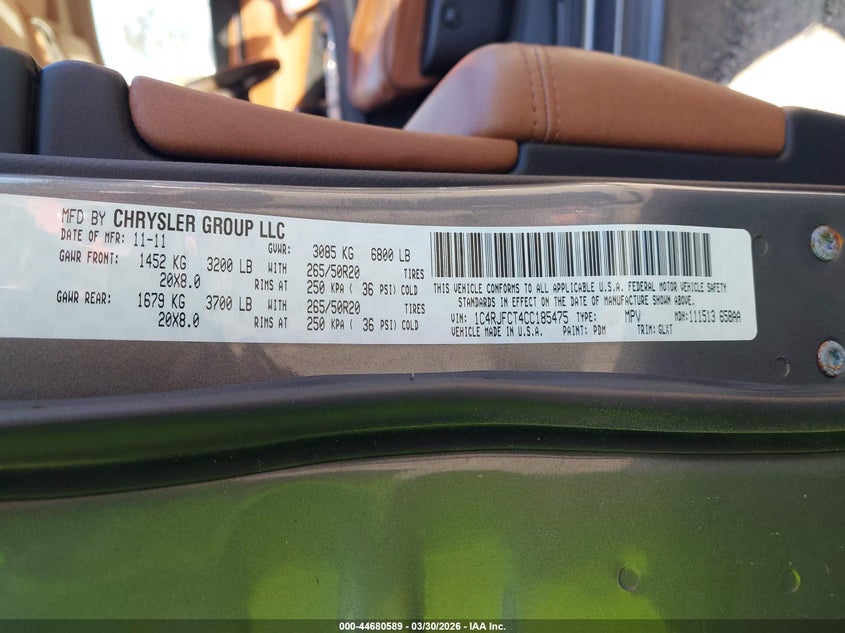 MFD BY CHRYSLER GROUP LLC
DATE OF MFR: 11-11 GVWR: 3085 KG 6800 LB
GAWR FRONT: 1452 KG 3200 LB WITH 265/50R20 TIRES
20X8.0 RIMS AT 250 KPA ( 36 PSI) COLD
GAWR REAR: 1679 KG 3700 LB WITH 265/50R20 TIRES
20X8.0 RIMS AT 250 KPA ( 36 PSI) COLD
THIS VEHICLE CONFORMS TO ALL APPLICABLE U.S.A. FEDERAL MOTOR VEHICLE SAFETY
STANDARDS IN EFFECT ON THE DATE OF MANUFACTURE SHOWN ABOVE.
VIN: 1C4RJFCT4CC185475 TYPE: MPV MDH: 111513 658AA
VEHICLE MADE IN U.S.A. PAINT: PDM TRIM: GLXT
000-44680589 - 03/30/2026 - IAA Inc.